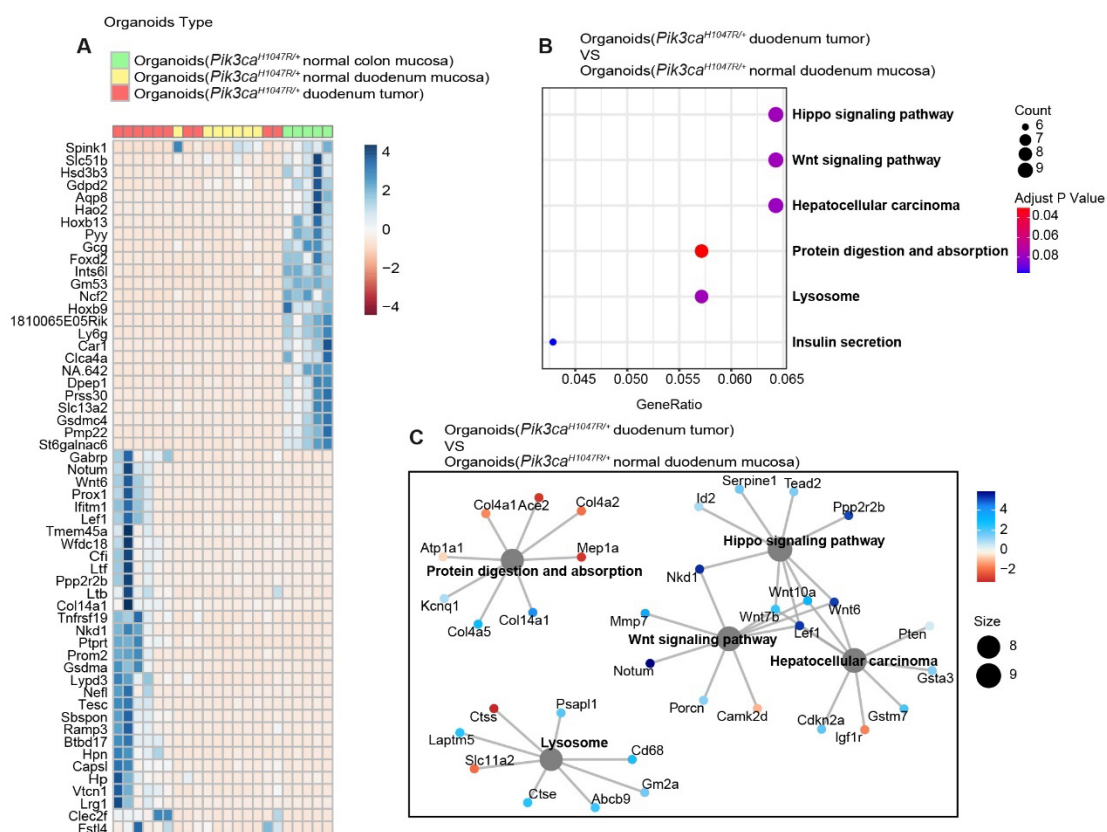 Organoids Type
A
Organoids(Pik3caH1047R/+ normal colon mucosa)
Organoids(Pik3caH1047R/+ normal duodenum mucosa)
Organoids(Pik3caH1047R/+ duodenum tumor)
Spink1
Slc51b
Hsd3b3
Gdpd2
Aqp8
Hao2
Hoxb13
Pyy
Gcg
Foxd2
Ints6l
Gm53
Ncf2
Hoxb9
1810065E05Rik
Ly6g
Car1
Clca4a
NA.642
Dpep1
Prss30
Slc13a2
Gsdmc4
Pmp22
St6galnac6
Gabrp
Notum
Wnt6
Prox1
Ifitm1
Lef1
Tmem45a
Wfdc18
Cfi
Ltf
Ppp2r2b
Ltb
Col14a1
Tnfrsf19
Nkd1
Ptprt
Prom2
Gsdma
Lypd3
Nefl
Tesc
Sbspon
Ramp3
Btbd17
Hpn
Capsl
Hp
Vtcn1
Lrg1
Clec2f
Fstl4
4
2
0
−2
−4
B
Organoids(Pik3caH1047R/+ duodenum tumor)
VS
Organoids(Pik3caH1047R/+ normal duodenum mucosa)
Hippo signaling pathway
Wnt signaling pathway
Hepatocellular carcinoma
Protein digestion and absorption
Lysosome
Insulin secretion
0.045 0.050 0.055 0.060 0.065
GeneRatio
Count
6
7
8
9
Adjust P Value
0.04
0.06
0.08
C
Organoids(Pik3caH1047R/+ duodenum tumor)
VS
Organoids(Pik3caH1047R/+ normal duodenum mucosa)
Col4a1
Ace2
Col4a2
Atp1a1
Mep1a
Protein digestion and absorption
Kcnq1
Col4a5
Col14a1
Serpine1
Tead2
Id2
Ppp2r2b
Hippo signaling pathway
Nkd1
Wnt10a
Wnt7b
Wnt6
Mmp7
Lef1
Wnt signaling pathway
Notum
Porcn
Camk2d
Pten
Hepatocellular carcinoma
Gsta3
Cdkn2a
Igf1r
Gstm7
Ctss
Psapl1
Laptm5
Lysosome
Slc11a2
Cd68
Gm2a
Ctse
Abcb9
4
2
0
−2
Size
8
9